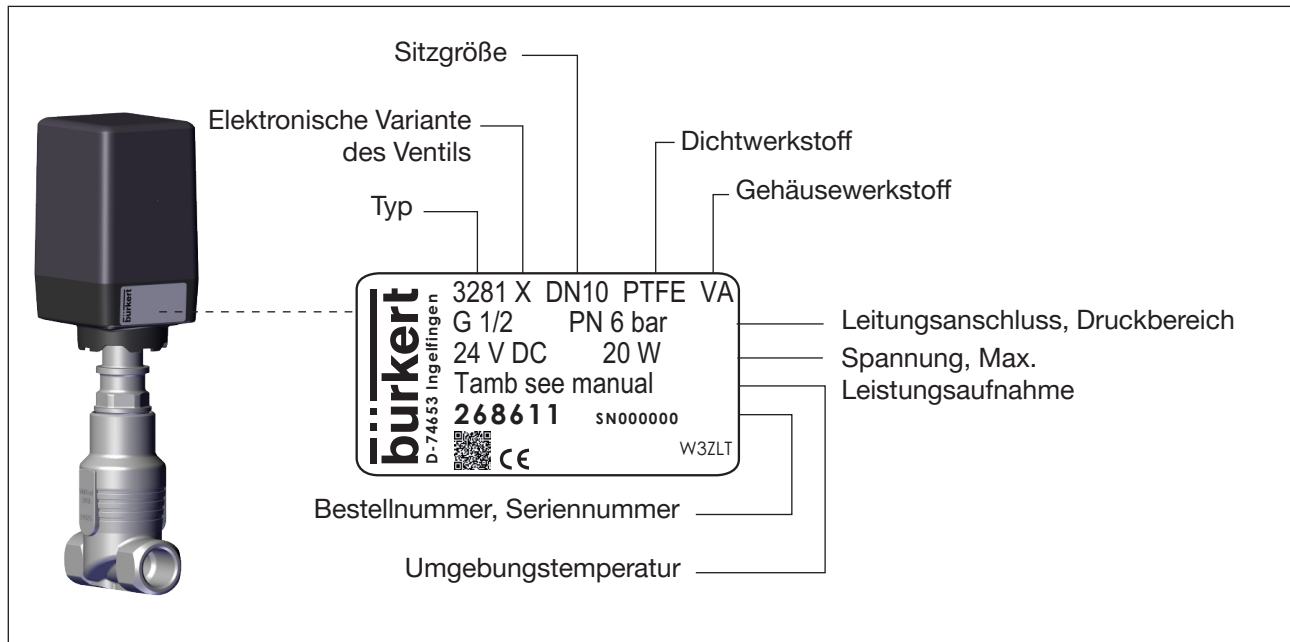 Sitzgröße
Elektronische Variante
des Ventils
Dichtwerkstoff
Gehäusewerkstoff
Typ
bürkert
bürkert
D-74653 Ingelfingen
3281 X DN10 PTFE VA
G 1/2 PN 6 bar
24 V DC 20 W
Tamb see manual
268611 SN000000
CE
W3ZLT
Leitungsanschluss, Druckbereich
Spannung, Max.
Leistungsaufnahme
Bestellnummer, Seriennummer
Umgebungstemperatur